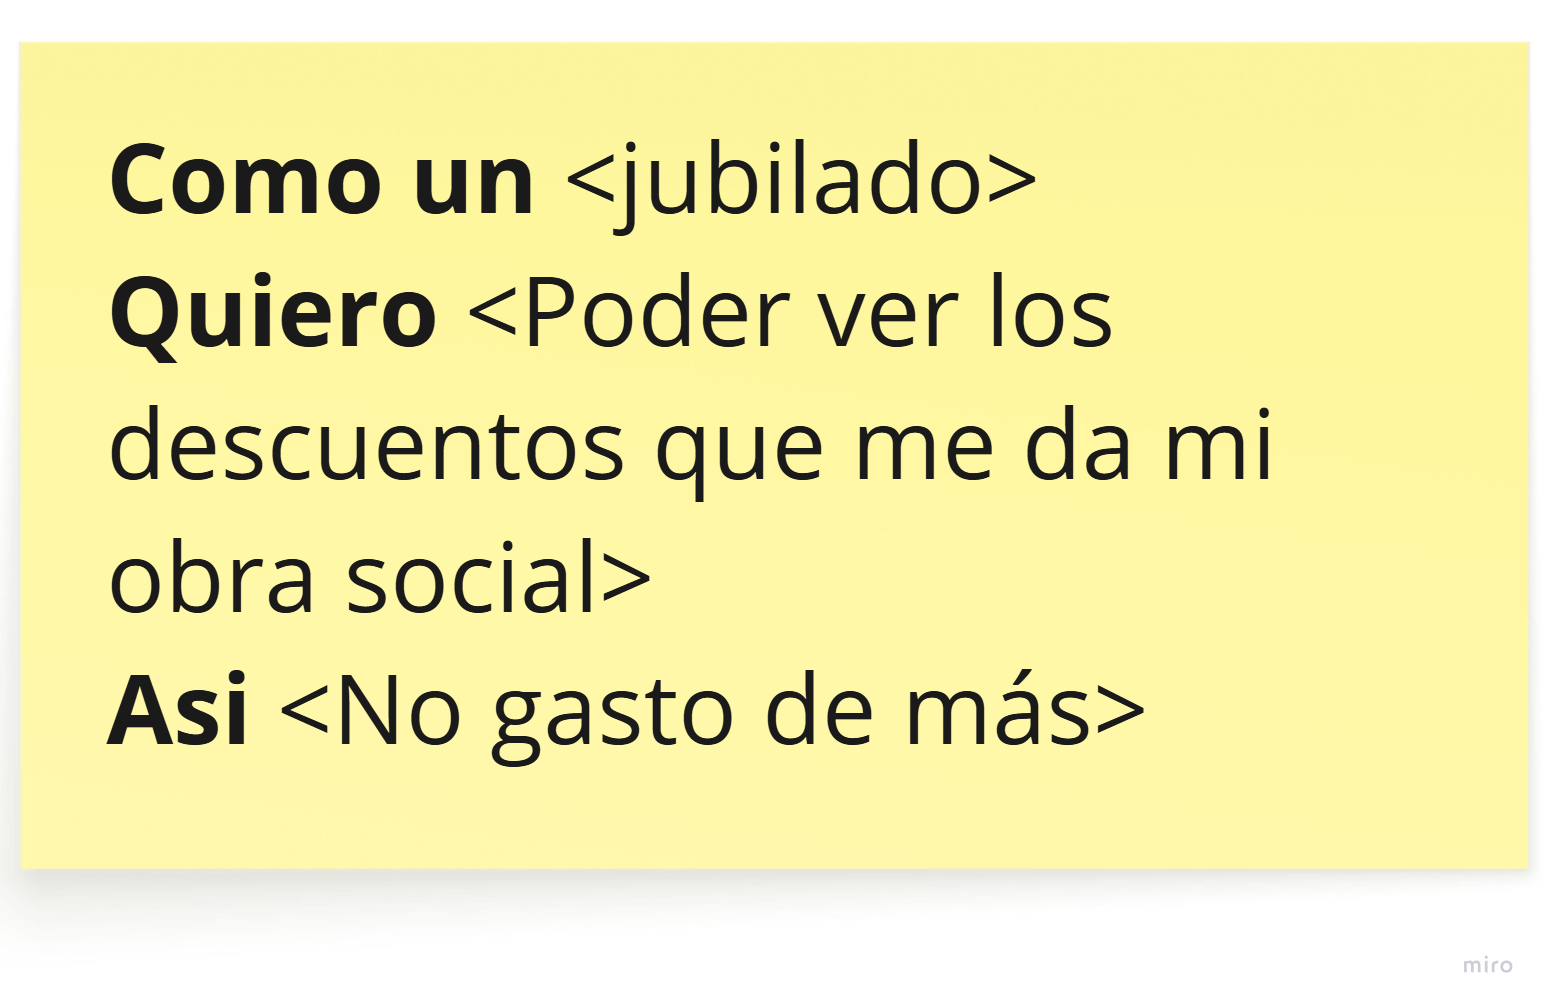 Como un <jubilado>
Quiero <Poder ver los
descuentos que me da mi
obra social>
Asi <No gasto de más>
miro